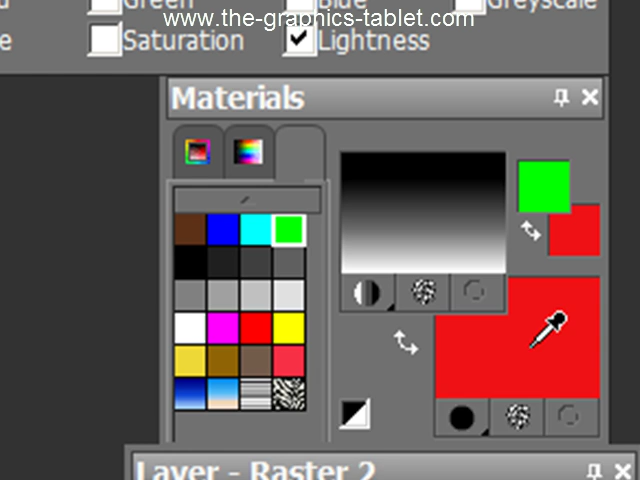 Green Blue Greyscale
www.the-graphics-tablet.com
Saturation Lightness
Materials
Layer - Raster 2